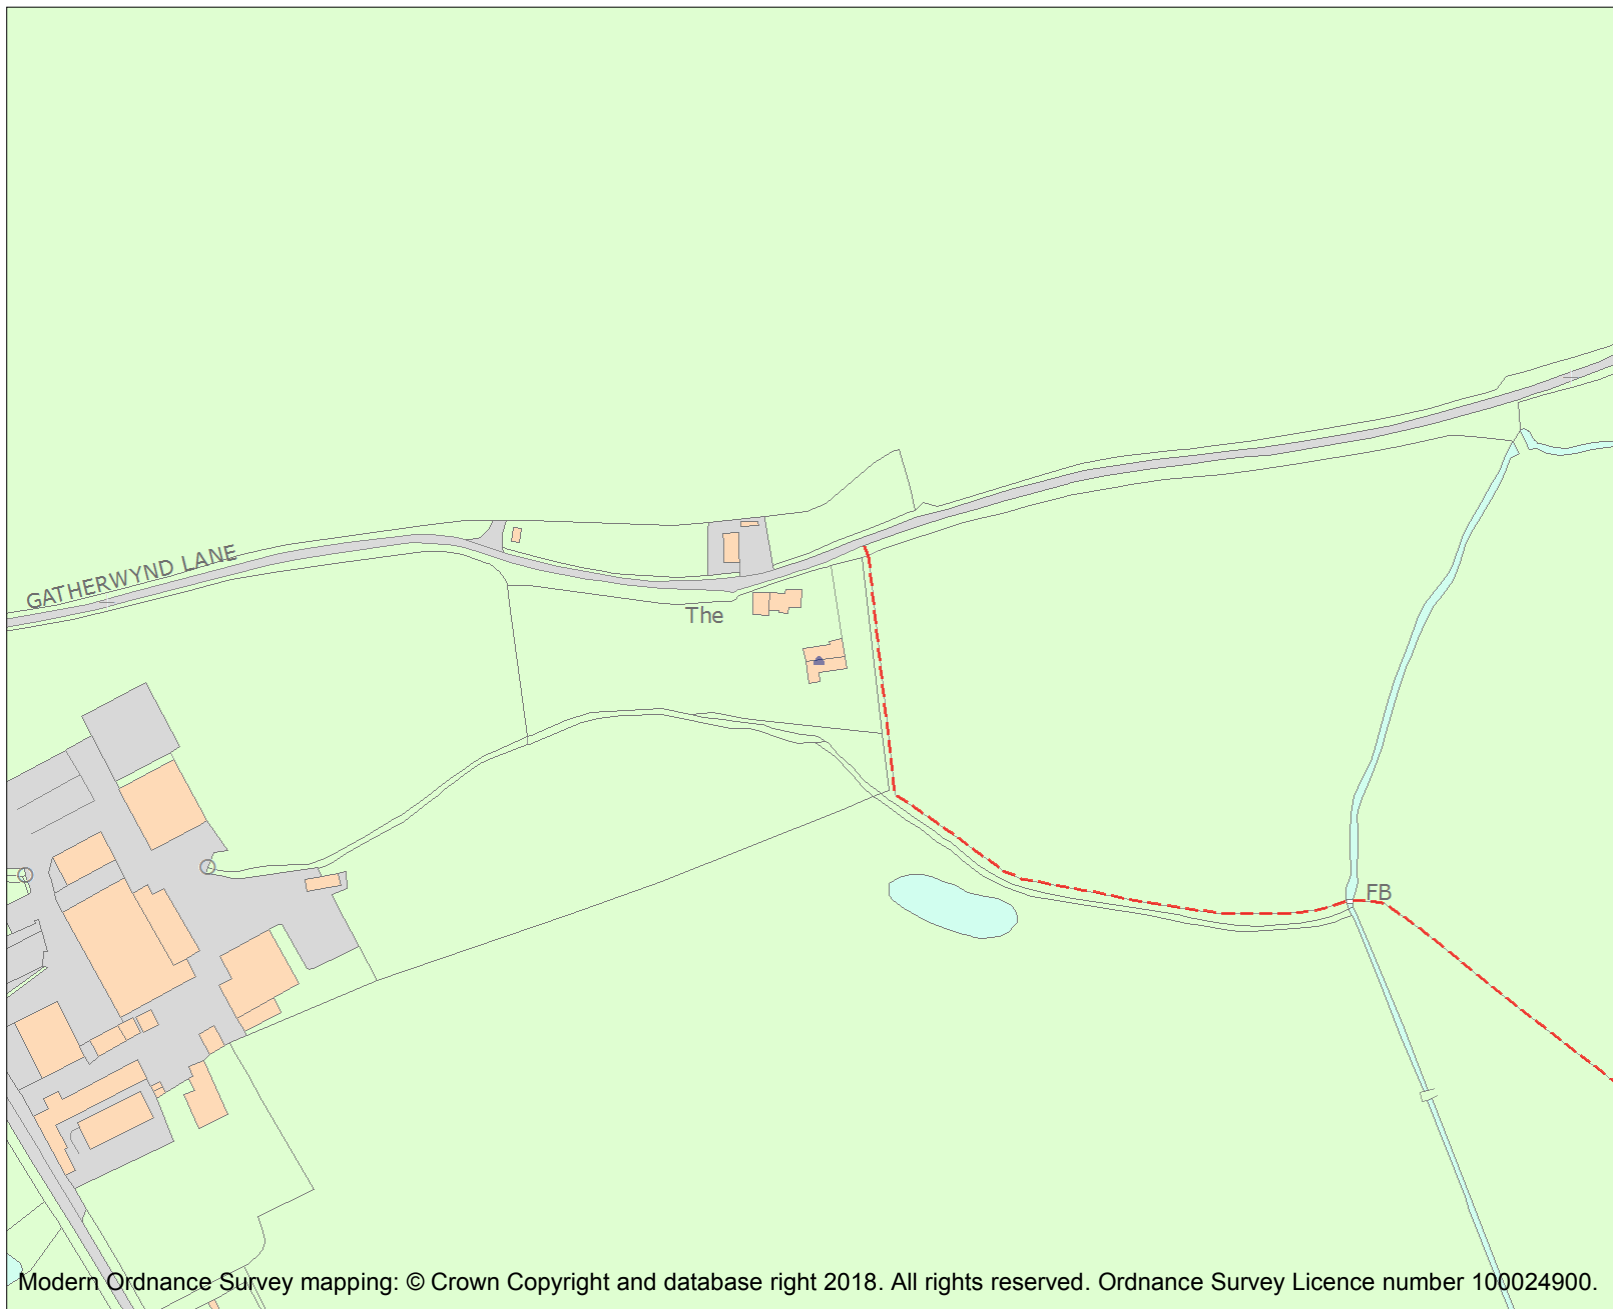 GATHERWYND LANE
The
FB
Modern Ordnance Survey mapping: © Crown Copyright and database right 2018. All rights reserved. Ordnance Survey Licence number 100024900.